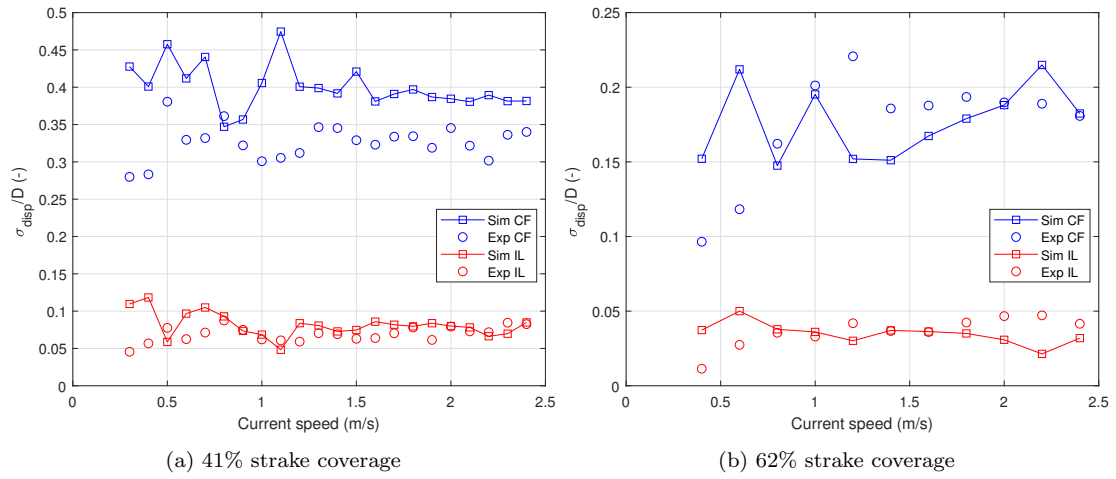 0.5
0.45
0.4
0.35
0.3
0.25
0.2
0.15
0.1
0.05
0
σ_disp/D (-)
0 0.5 1 1.5 2 2.5
Current speed (m/s)
Sim CF
Exp CF
Sim IL
Exp IL
(a) 41% strake coverage
0.25
0.2
0.15
0.1
0.05
0
σ_disp/D (-)
0 0.5 1 1.5 2 2.5
Current speed (m/s)
Sim CF
Exp CF
Sim IL
Exp IL
(b) 62% strake coverage